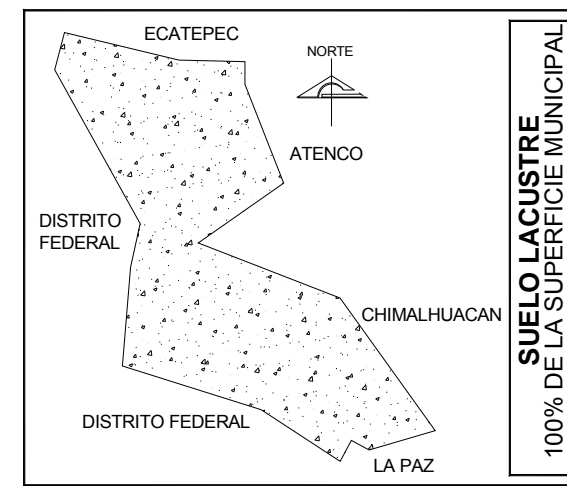 ECATEPEC
NORTE
ATENCO
DISTRITO
FEDERAL
CHIMALHUACAN
DISTRITO FEDERAL
LA PAZ
SUELO LACUSTRE
100% DE LA SUPERFICIE MUNICIPAL